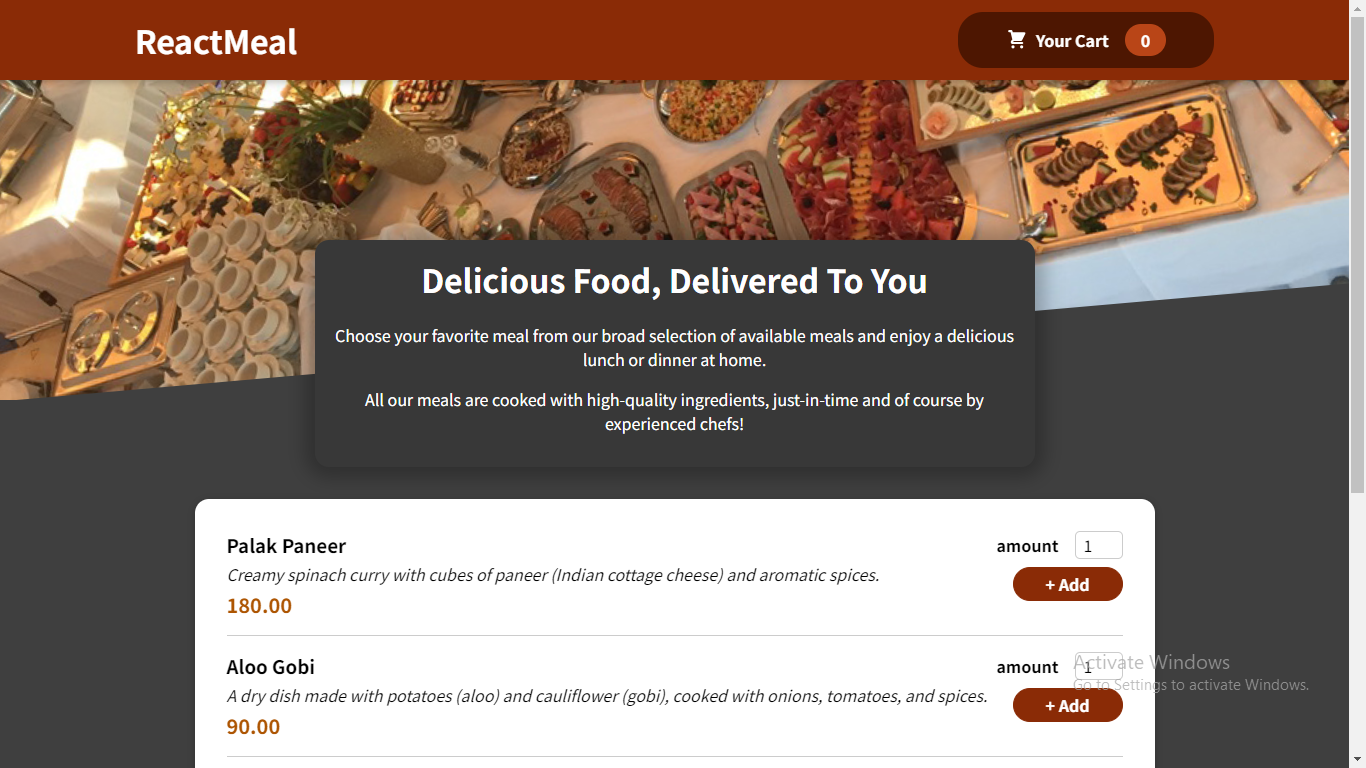 ReactMeal
Your Cart 0
Delicious Food, Delivered To You
Choose your favorite meal from our broad selection of available meals and enjoy a delicious
lunch or dinner at home.
All our meals are cooked with high-quality ingredients, just-in-time and of course by
experienced chefs!
Palak Paneer
amount 1
Creamy spinach curry with cubes of paneer (Indian cottage cheese) and aromatic spices.
+ Add
180.00
Aloo Gobi
amount 1
A dry dish made with potatoes (aloo) and cauliflower (gobi), cooked with onions, tomatoes, and spices.
+ Add
90.00
Activate Windows
Go to Settings to activate Windows.